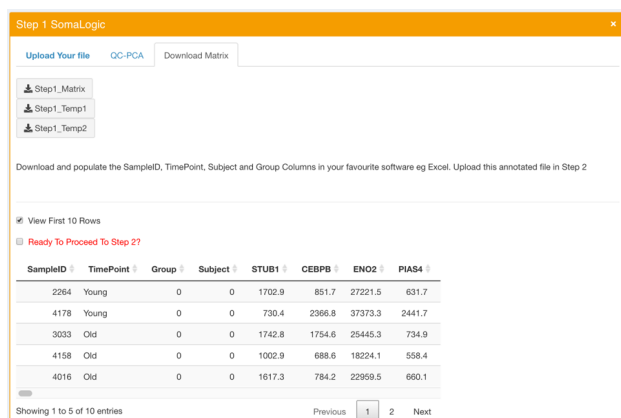 Step 1 SomaLogic ×
Upload Your file QC-PCA Download Matrix
Step1_Matrix
Step1_Temp1
Step1_Temp2
Download and populate the SampleID, TimePoint, Subject and Group Columns in your favourite software eg Excel. Upload this annotated file in Step 2
View First 10 Rows
Ready To Proceed To Step 2?
SampleID TimePoint Group Subject STUB1 CEBPB ENO2 PIAS4
2264 Young 0 0 1702.9 851.7 27221.5 631.7
4178 Young 0 0 730.4 2366.8 37373.3 2441.7
3033 Old 0 0 1742.8 1754.6 25445.3 734.9
4158 Old 0 0 1002.9 688.6 18224.1 558.4
4016 Old 0 0 1617.3 784.2 22959.5 660.1
Showing 1 to 5 of 10 entries Previous 1 2 Next